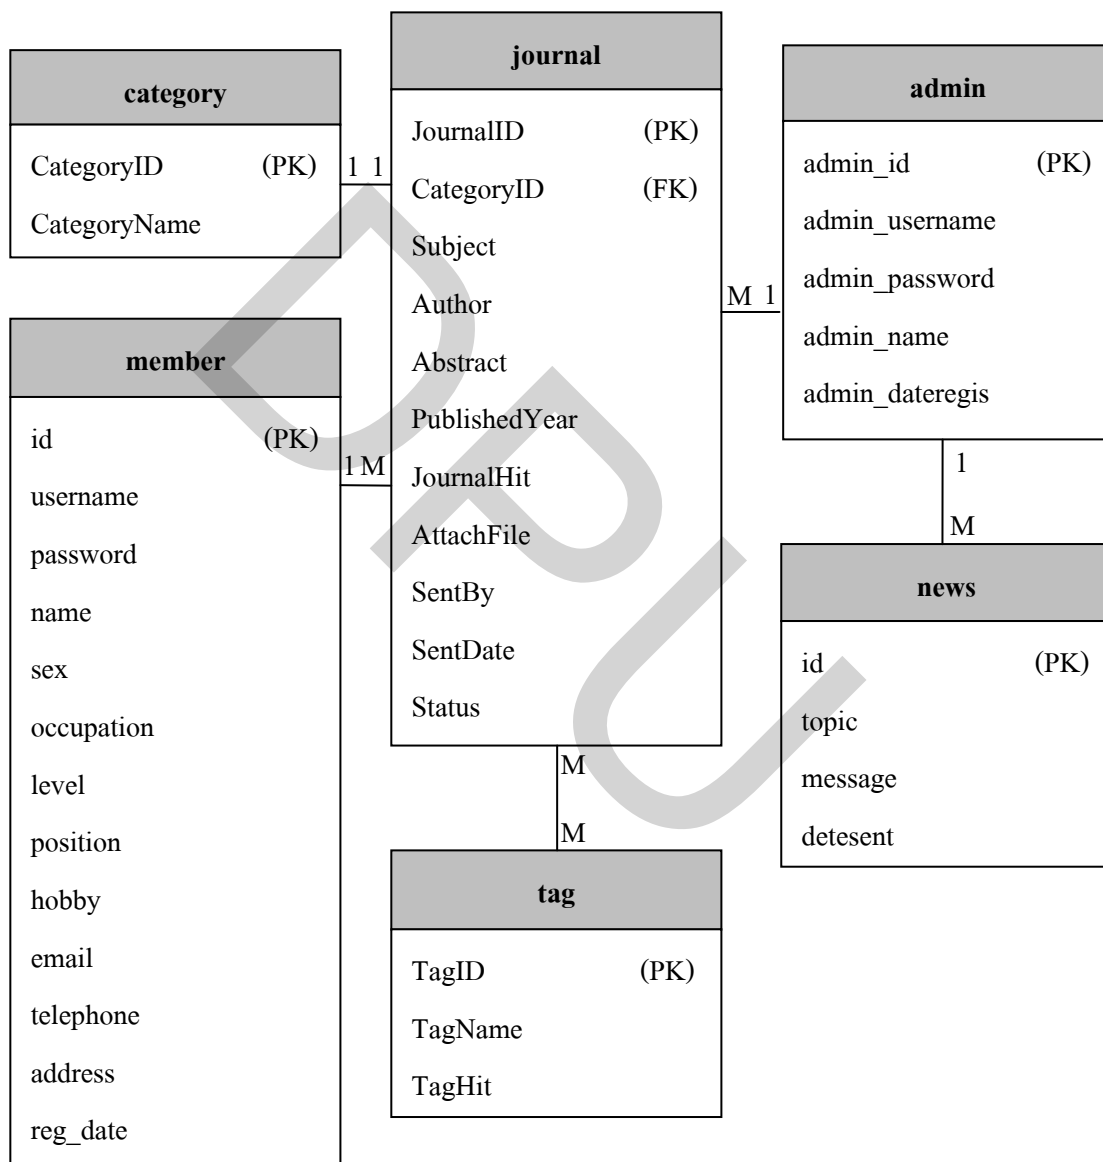 category
CategoryID (PK)
CategoryName
1 1
journal
JournalID (PK)
CategoryID (FK)
Subject
Author
Abstract
PublishedYear
JournalHit
AttachFile
SentBy
SentDate
Status
M 1
admin
admin_id (PK)
admin_username
admin_password
admin_name
admin_dateregis
member
id (PK)
username
password
name
sex
occupation
level
position
hobby
email
telephone
address
reg_date
1 M
1
M
news
id (PK)
topic
message
detesent
M
M
tag
TagID (PK)
TagName
TagHit
DPU